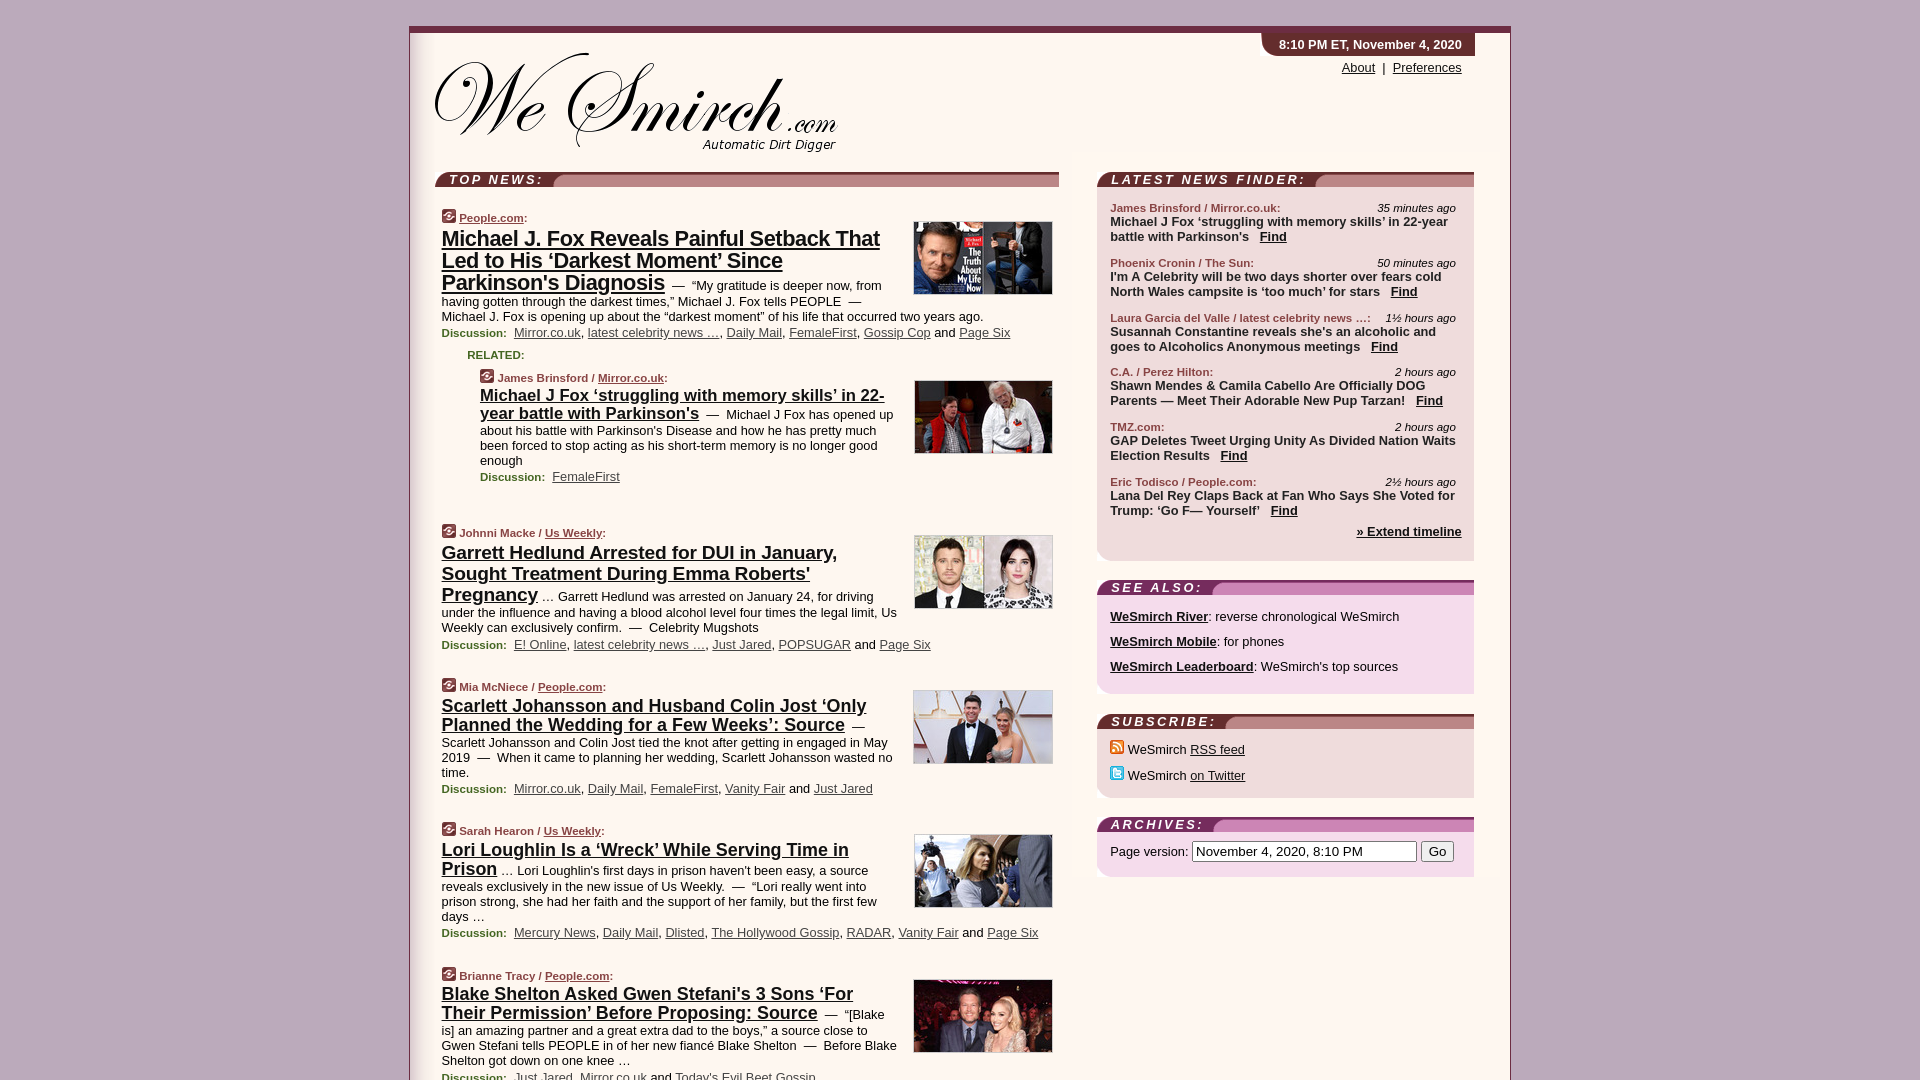 8:10 PM ET, November 4, 2020
About | Preferences
We Smirch .com
Automatic Dirt Digger
TOP NEWS:
People.com:
Michael J. Fox Reveals Painful Setback That
Led to His ‘Darkest Moment’ Since
Parkinson's Diagnosis — “My gratitude is deeper now, from
having gotten through the darkest times,” Michael J. Fox tells PEOPLE —
Michael J. Fox is opening up about the “darkest moment” of his life that occurred two years ago.
Discussion: Mirror.co.uk, latest celebrity news …, Daily Mail, FemaleFirst, Gossip Cop and Page Six
The
Truth
About
My Life
Now
RELATED:
James Brinsford / Mirror.co.uk:
Michael J Fox ‘struggling with memory skills’ in 22-
year battle with Parkinson's — Michael J Fox has opened up
about his battle with Parkinson's Disease and how he has pretty much
been forced to stop acting as his short-term memory is no longer good
enough
Discussion: FemaleFirst
Johnni Macke / Us Weekly:
Garrett Hedlund Arrested for DUI in January,
Sought Treatment During Emma Roberts'
Pregnancy … Garrett Hedlund was arrested on January 24, for driving
under the influence and having a blood alcohol level four times the legal limit, Us
Weekly can exclusively confirm. — Celebrity Mugshots
Discussion: E! Online, latest celebrity news …, Just Jared, POPSUGAR and Page Six
Mia McNiece / People.com:
Scarlett Johansson and Husband Colin Jost ‘Only
Planned the Wedding for a Few Weeks’: Source —
Scarlett Johansson and Colin Jost tied the knot after getting in engaged in May
2019 — When it came to planning her wedding, Scarlett Johansson wasted no
time.
Discussion: Mirror.co.uk, Daily Mail, FemaleFirst, Vanity Fair and Just Jared
Sarah Hearon / Us Weekly:
Lori Loughlin Is a ‘Wreck’ While Serving Time in
Prison … Lori Loughlin's first days in prison haven't been easy, a source
reveals exclusively in the new issue of Us Weekly. — “Lori really went into
prison strong, she had her faith and the support of her family, but the first few
days …
Discussion: Mercury News, Daily Mail, Dlisted, The Hollywood Gossip, RADAR, Vanity Fair and Page Six
Brianne Tracy / People.com:
Blake Shelton Asked Gwen Stefani's 3 Sons ‘For
Their Permission’ Before Proposing: Source — “[Blake
is] an amazing partner and a great extra dad to the boys,” a source close to
Gwen Stefani tells PEOPLE in of her new fiancé Blake Shelton — Before Blake
Shelton got down on one knee …
Discussion: Just Jared, Mirror.co.uk and Today's Evil Beet Gossip
LATEST NEWS FINDER:
James Brinsford / Mirror.co.uk: 35 minutes ago
Michael J Fox ‘struggling with memory skills’ in 22-year
battle with Parkinson's Find
Phoenix Cronin / The Sun: 50 minutes ago
I'm A Celebrity will be two days shorter over fears cold
North Wales campsite is ‘too much’ for stars Find
Laura Garcia del Valle / latest celebrity news …: 1½ hours ago
Susannah Constantine reveals she's an alcoholic and
goes to Alcoholics Anonymous meetings Find
C.A. / Perez Hilton: 2 hours ago
Shawn Mendes & Camila Cabello Are Officially DOG
Parents — Meet Their Adorable New Pup Tarzan! Find
TMZ.com: 2 hours ago
GAP Deletes Tweet Urging Unity As Divided Nation Waits
Election Results Find
Eric Todisco / People.com: 2½ hours ago
Lana Del Rey Claps Back at Fan Who Says She Voted for
Trump: ‘Go F— Yourself’ Find
» Extend timeline
SEE ALSO:
WeSmirch River: reverse chronological WeSmirch
WeSmirch Mobile: for phones
WeSmirch Leaderboard: WeSmirch's top sources
SUBSCRIBE:
WeSmirch RSS feed
WeSmirch on Twitter
ARCHIVES:
Page version: November 4, 2020, 8:10 PM Go